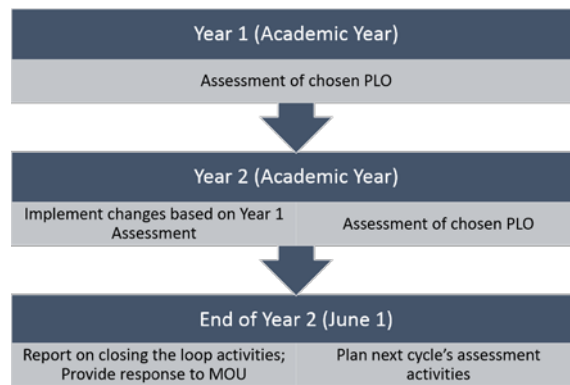 Year 1 (Academic Year)
Assessment of chosen PLO
Year 2 (Academic Year)
Implement changes based on Year 1
Assessment
Assessment of chosen PLO
End of Year 2 (June 1)
Report on closing the loop activities;
Provide response to MOU
Plan next cycle's assessment
activities